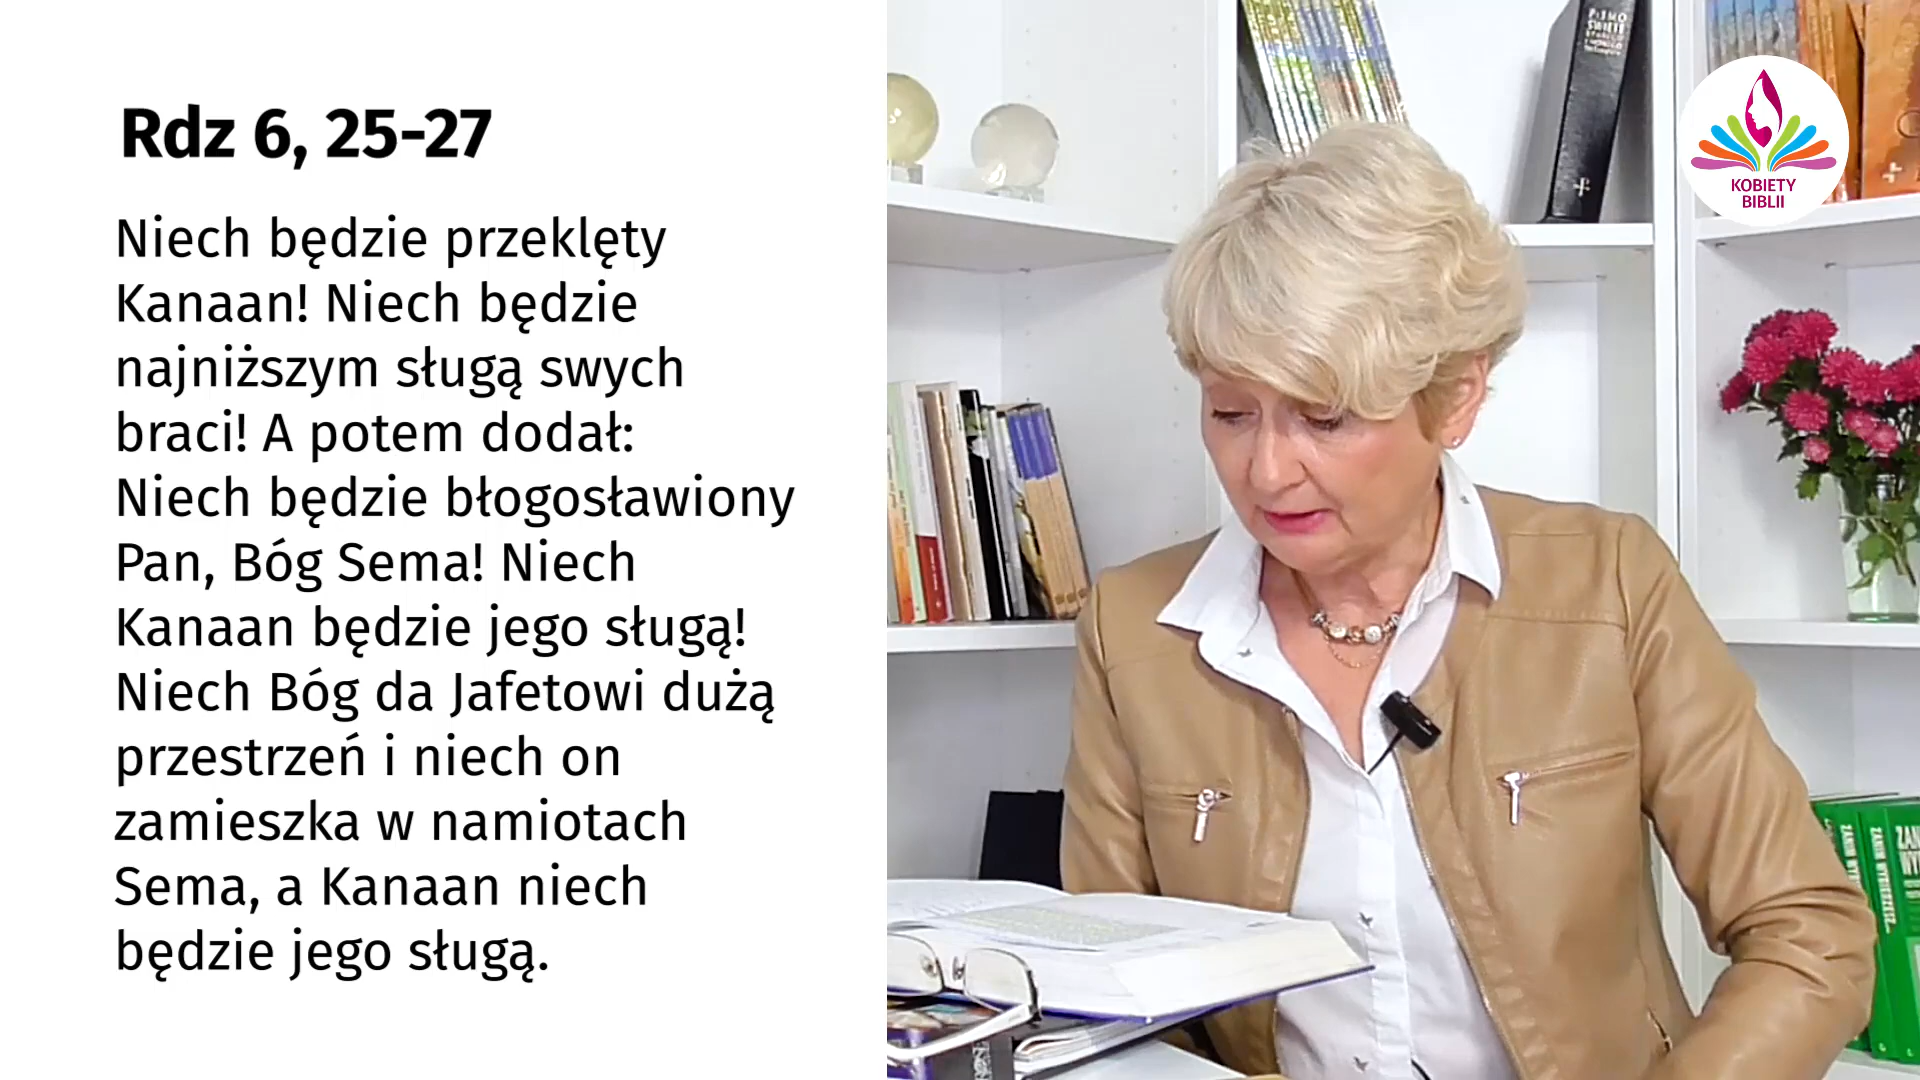 Rdz 6, 25-27
Niech będzie przeklęty
Kanaan! Niech będzie
najniższym sługą swych
braci! A potem dodał:
Niech będzie błogosławiony
Pan, Bóg Sema! Niech
Kanaan będzie jego sługą!
Niech Bóg da Jafetowi dużą
przestrzeń i niech on
zamieszka w namiotach
Sema, a Kanaan niech
będzie jego sługą.
PISMO
ŚWIĘTE
KOBIETY
BIBLII